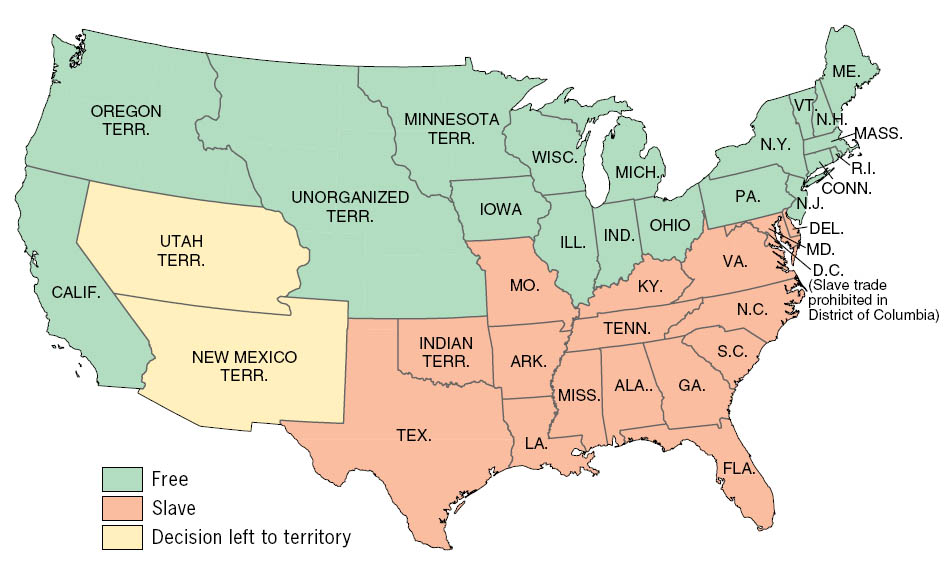 ME.
VT.
N.H.
OREGON
TERR.
MINNESOTA
TERR.
MASS.
N.Y.
WISC.
R.I.
MICH.
CONN.
UNORGANIZED
TERR.
PA.
N.J.
IOWA
OHIO
DEL.
IND.
ILL.
UTAH
TERR.
MD.
VA.
D.C.
(Slave trade
prohibited in
District of Columbia)
CALIF.
MO.
KY.
N.C.
TENN.
INDIAN
TERR.
NEW MEXICO
TERR.
ARK.
S.C.
MISS.
ALA..
GA.
TEX.
LA.
FLA.
Free
Slave
Decision left to territory